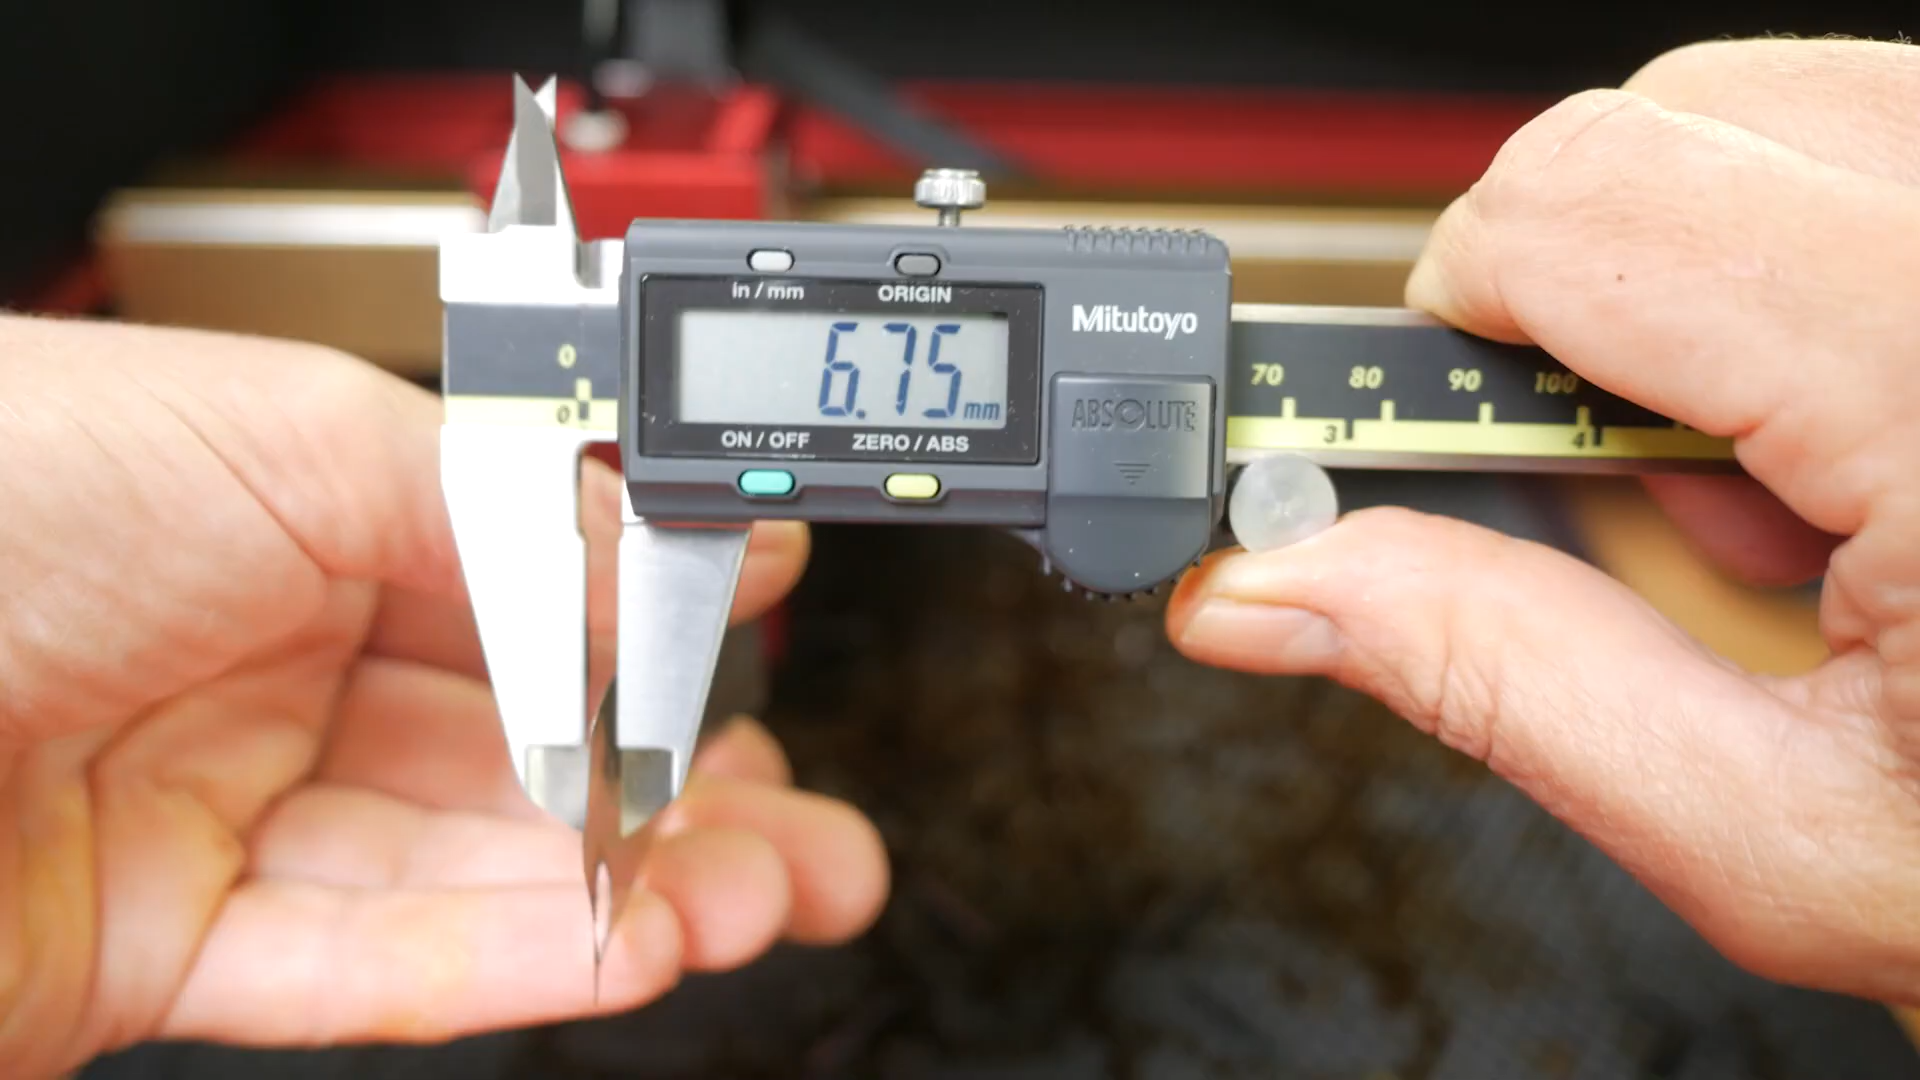 in / mm
ORIGIN
6.75 mm
Mitutoyo
ABSOLUTE
ON / OFF
ZERO / ABS
0
0
70 80 90 100
3 4